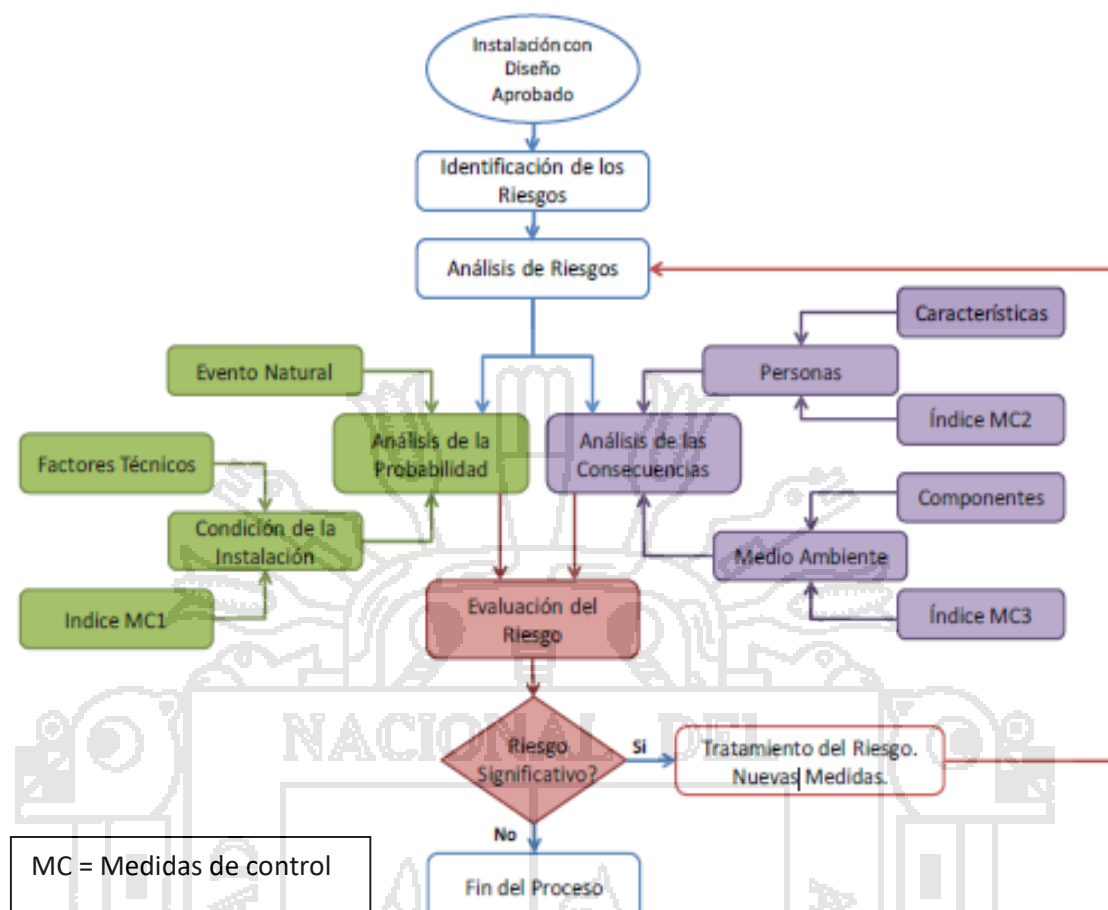 Instalación con
Diseño
Aprobado
Identificación de los
Riesgos
Análisis de Riesgos
Características
Evento Natural
Personas
Análisis de la
Probabilidad
Análisis de las
Consecuencias
Índice MC2
Factores Técnicos
Componentes
Condición de la
Instalación
Medio Ambiente
Indice MC1
Evaluación del
Riesgo
Índice MC3
NACIONAL DEL
Riesgo
Significativo?
Si
Tratamiento del Riesgo.
Nuevas Medidas.
No
MC = Medidas de control
Fin del Proceso